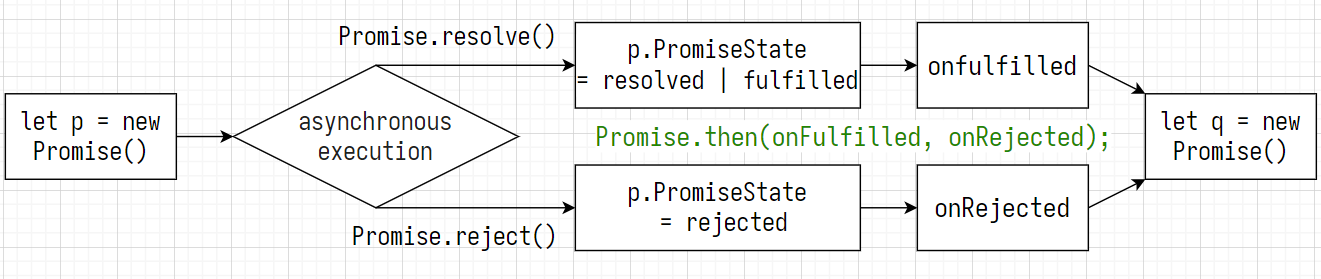 let p = new
Promise()
asynchronous
execution
Promise.resolve()
p.PromiseState
= resolved | fulfilled
onfulfilled
Promise.then(onFulfilled, onRejected);
Promise.reject()
p.PromiseState
= rejected
onRejected
let q = new
Promise()